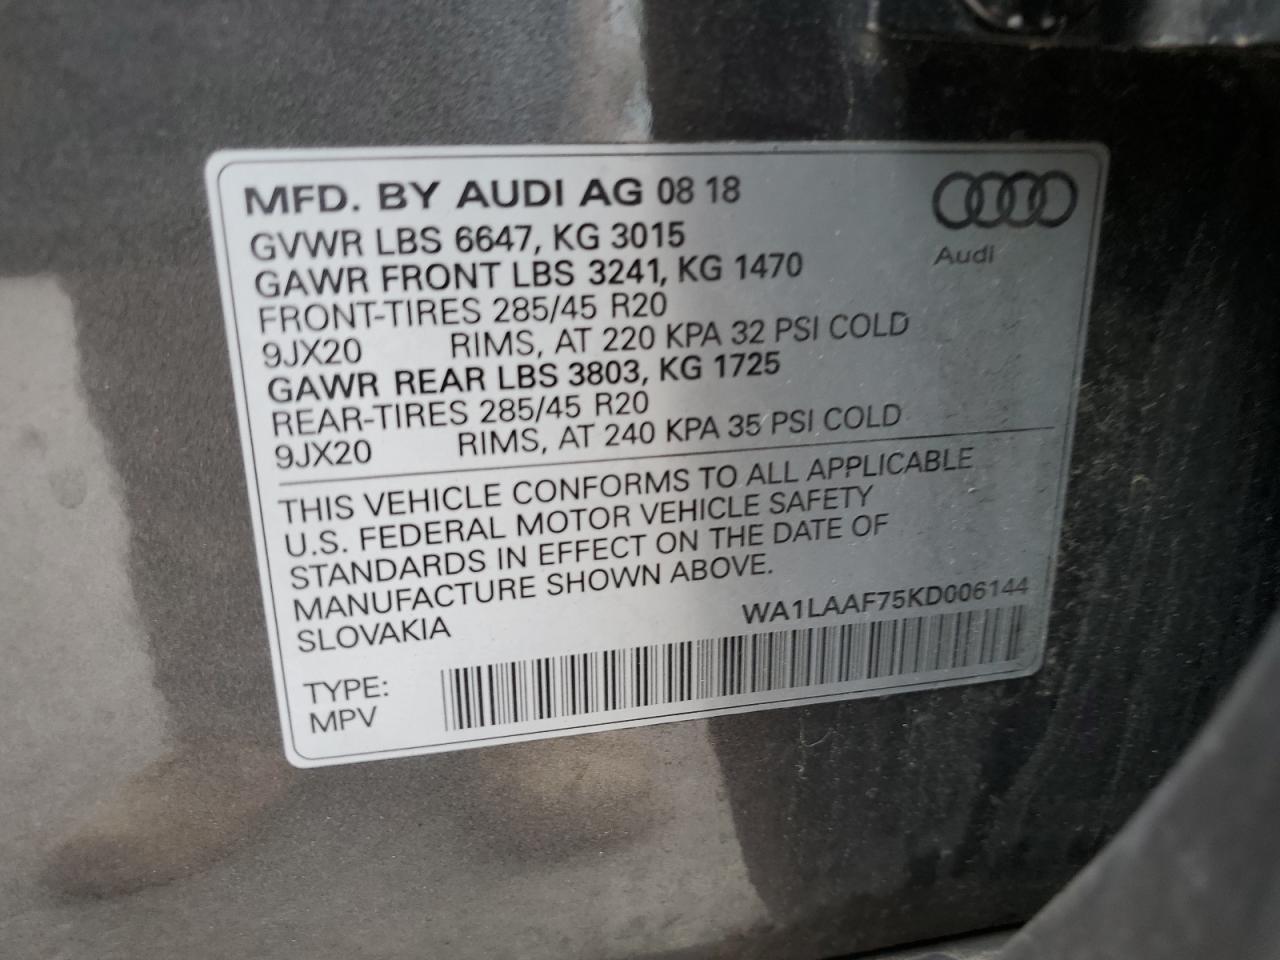 MFD. BY AUDI AG 08 18
GVWR LBS 6647, KG 3015
GAWR FRONT LBS 3241, KG 1470
FRONT-TIRES 285/45 R20
9JX20 RIMS, AT 220 KPA 32 PSI COLD
GAWR REAR LBS 3803, KG 1725
REAR-TIRES 285/45 R20
9JX20 RIMS, AT 240 KPA 35 PSI COLD
Audi
THIS VEHICLE CONFORMS TO ALL APPLICABLE
U.S. FEDERAL MOTOR VEHICLE SAFETY
STANDARDS IN EFFECT ON THE DATE OF
MANUFACTURE SHOWN ABOVE.
SLOVAKIA
WA1LAAF75KD006144
TYPE:
MPV